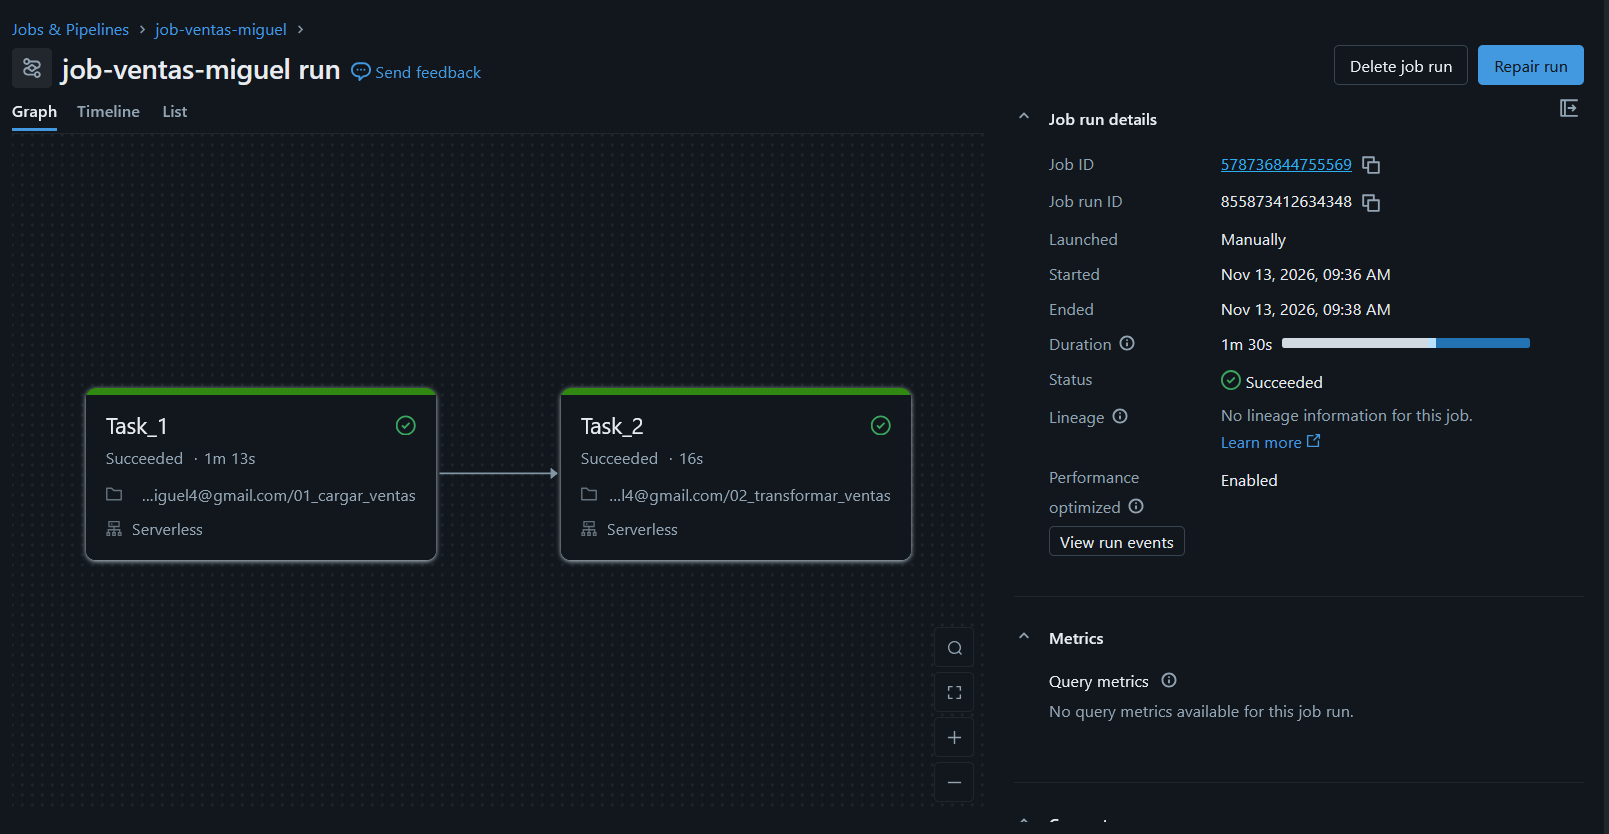 Jobs & Pipelines › job-ventas-miguel ›
job-ventas-miguel run
Send feedback
Delete job run
Repair run
Graph
Timeline
List
Task_1
Succeeded · 1m 13s
...iguel4@gmail.com/01_cargar_ventas
Serverless
Task_2
Succeeded · 16s
...l4@gmail.com/02_transformar_ventas
Serverless
Job run details
Job ID 578736844755569
Job run ID 855873412634348
Launched Manually
Started Nov 13, 2026, 09:36 AM
Ended Nov 13, 2026, 09:38 AM
Duration 1m 30s
Status Succeeded
Lineage No lineage information for this job.
Learn more
Performance optimized Enabled
View run events
Metrics
Query metrics
No query metrics available for this job run.